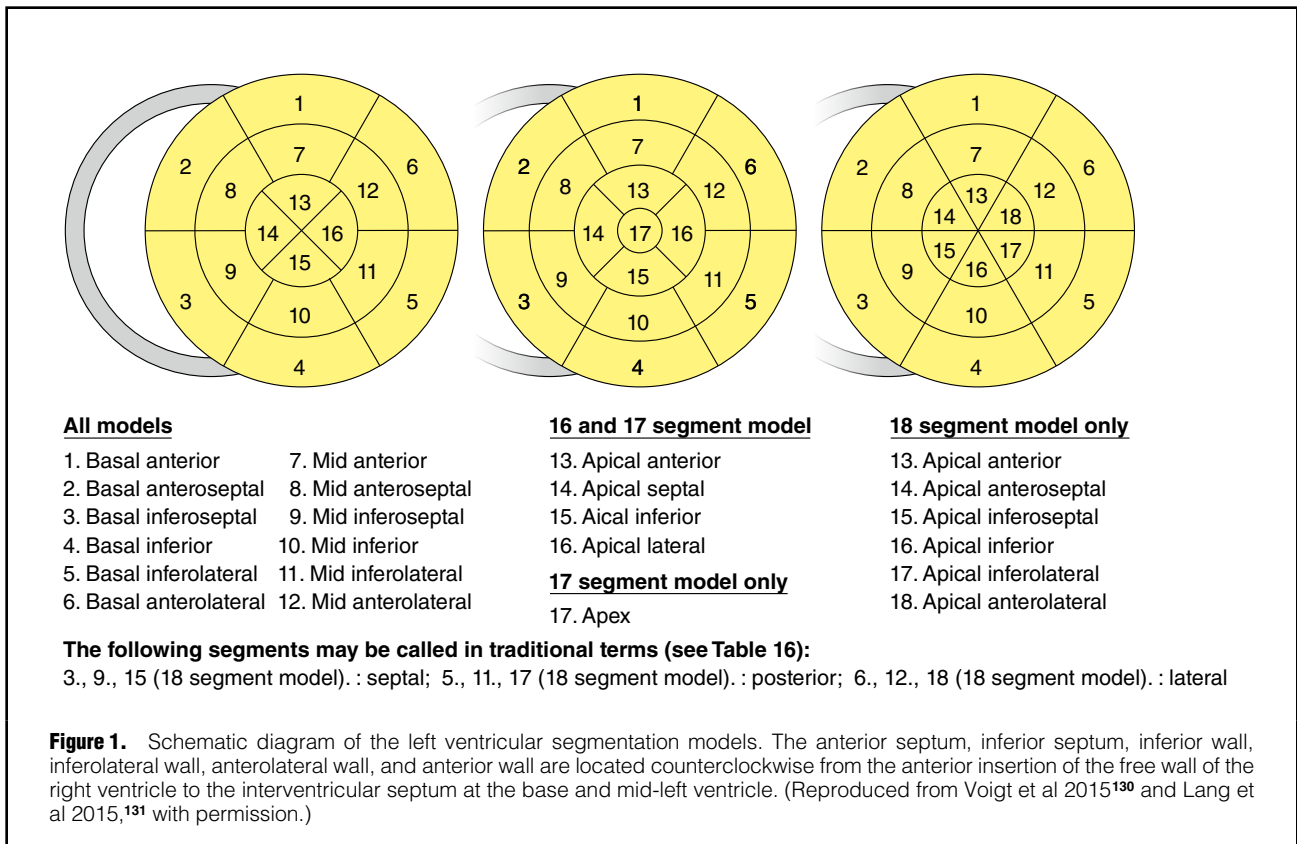 1
2
6
7
8
12
13
14
16
15
9
11
3
5
10
4
1
2
6
7
8
12
13
14
17
16
15
9
11
3
5
10
4
1
2
6
7
8
12
13
14
18
15
17
16
9
11
3
5
10
4
All models
1. Basal anterior
2. Basal anteroseptal
3. Basal inferoseptal
4. Basal inferior
5. Basal inferolateral
6. Basal anterolateral
7. Mid anterior
8. Mid anteroseptal
9. Mid inferoseptal
10. Mid inferior
11. Mid inferolateral
12. Mid anterolateral
16 and 17 segment model
13. Apical anterior
14. Apical septal
15. Aical inferior
16. Apical lateral
17 segment model only
17. Apex
18 segment model only
13. Apical anterior
14. Apical anteroseptal
15. Apical inferoseptal
16. Apical inferior
17. Apical inferolateral
18. Apical anterolateral
The following segments may be called in traditional terms (see Table 16):
3., 9., 15 (18 segment model). : septal; 5., 11., 17 (18 segment model). : posterior; 6., 12., 18 (18 segment model). : lateral
Figure 1. Schematic diagram of the left ventricular segmentation models. The anterior septum, inferior septum, inferior wall,
inferolateral wall, anterolateral wall, and anterior wall are located counterclockwise from the anterior insertion of the free wall of the
right ventricle to the interventricular septum at the base and mid-left ventricle. (Reproduced from Voigt et al 2015130 and Lang et
al 2015,131 with permission.)